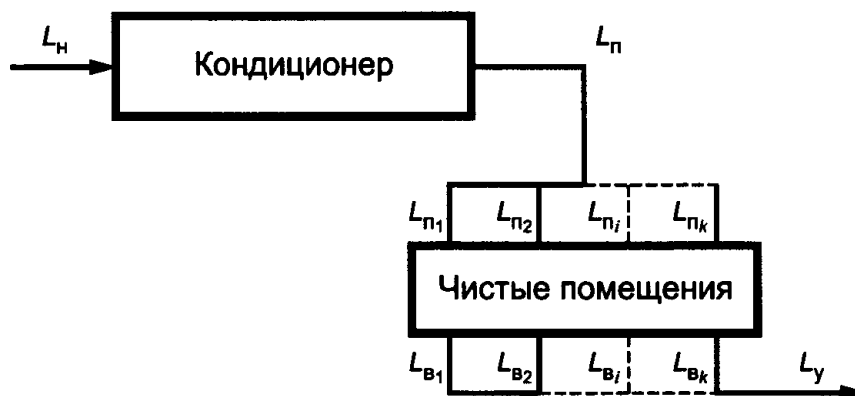 Lн
Кондиционер
Lп
Lп1 Lп2 Lпi Lпk
Чистые помещения
Lв1 Lв2 Lвi Lвk Lу